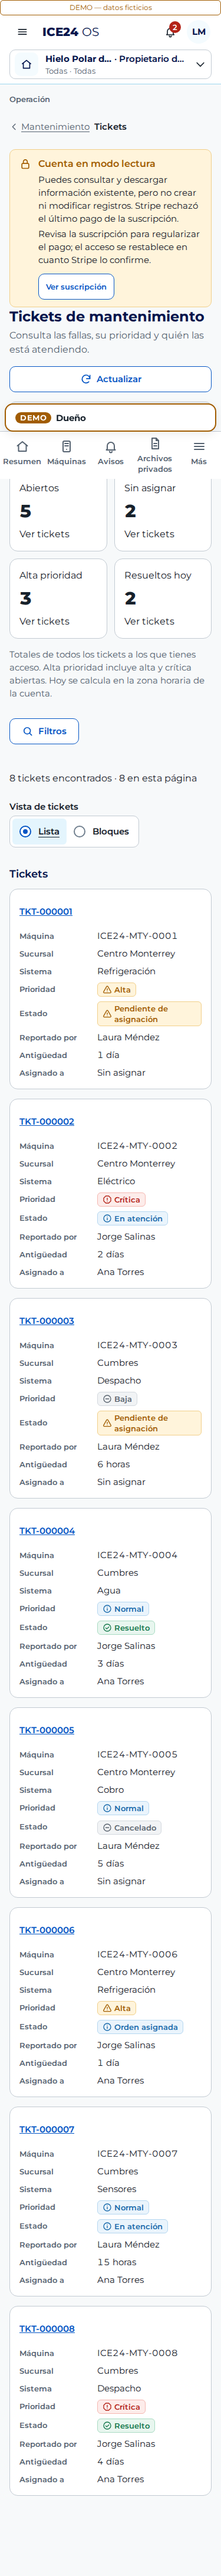 DEMO — datos ficticios
ICE24 OS
2
LM
Hielo Polar d... · Propietario d...
Todas · Todas
Operación
Mantenimiento Tickets
Cuenta en modo lectura
Puedes consultar y descargar
información existente, pero no crear
ni modificar registros. Stripe rechazó
el último pago de la suscripción.
Revisa la suscripción para regularizar
el pago; el acceso se restablece en
cuanto Stripe lo confirme.
Ver suscripción
Tickets de mantenimiento
Consulta las fallas, su prioridad y quién las
está atendiendo.
Actualizar
DEMO Dueño
Resumen
Máquinas
Avisos
Archivos
privados
Más
Abiertos
5
Ver tickets
Sin asignar
2
Ver tickets
Alta prioridad
3
Ver tickets
Resueltos hoy
2
Ver tickets
Totales de todos los tickets a los que tienes
acceso. Alta prioridad incluye alta y crítica
abiertas. Hoy se calcula en la zona horaria de
la cuenta.
Filtros
8 tickets encontrados · 8 en esta página
Vista de tickets
Lista
Bloques
Tickets
TKT-000001
Máquina ICE24-MTY-0001
Sucursal Centro Monterrey
Sistema Refrigeración
Prioridad Alta
Estado Pendiente de
asignación
Reportado por Laura Méndez
Antigüedad 1 día
Asignado a Sin asignar
TKT-000002
Máquina ICE24-MTY-0002
Sucursal Centro Monterrey
Sistema Eléctrico
Prioridad Crítica
Estado En atención
Reportado por Jorge Salinas
Antigüedad 2 días
Asignado a Ana Torres
TKT-000003
Máquina ICE24-MTY-0003
Sucursal Cumbres
Sistema Despacho
Prioridad Baja
Estado Pendiente de
asignación
Reportado por Laura Méndez
Antigüedad 6 horas
Asignado a Sin asignar
TKT-000004
Máquina ICE24-MTY-0004
Sucursal Cumbres
Sistema Agua
Prioridad Normal
Estado Resuelto
Reportado por Jorge Salinas
Antigüedad 3 días
Asignado a Ana Torres
TKT-000005
Máquina ICE24-MTY-0005
Sucursal Centro Monterrey
Sistema Cobro
Prioridad Normal
Estado Cancelado
Reportado por Laura Méndez
Antigüedad 5 días
Asignado a Sin asignar
TKT-000006
Máquina ICE24-MTY-0006
Sucursal Centro Monterrey
Sistema Refrigeración
Prioridad Alta
Estado Orden asignada
Reportado por Jorge Salinas
Antigüedad 1 día
Asignado a Ana Torres
TKT-000007
Máquina ICE24-MTY-0007
Sucursal Cumbres
Sistema Sensores
Prioridad Normal
Estado En atención
Reportado por Laura Méndez
Antigüedad 15 horas
Asignado a Ana Torres
TKT-000008
Máquina ICE24-MTY-0008
Sucursal Cumbres
Sistema Despacho
Prioridad Crítica
Estado Resuelto
Reportado por Jorge Salinas
Antigüedad 4 días
Asignado a Ana Torres